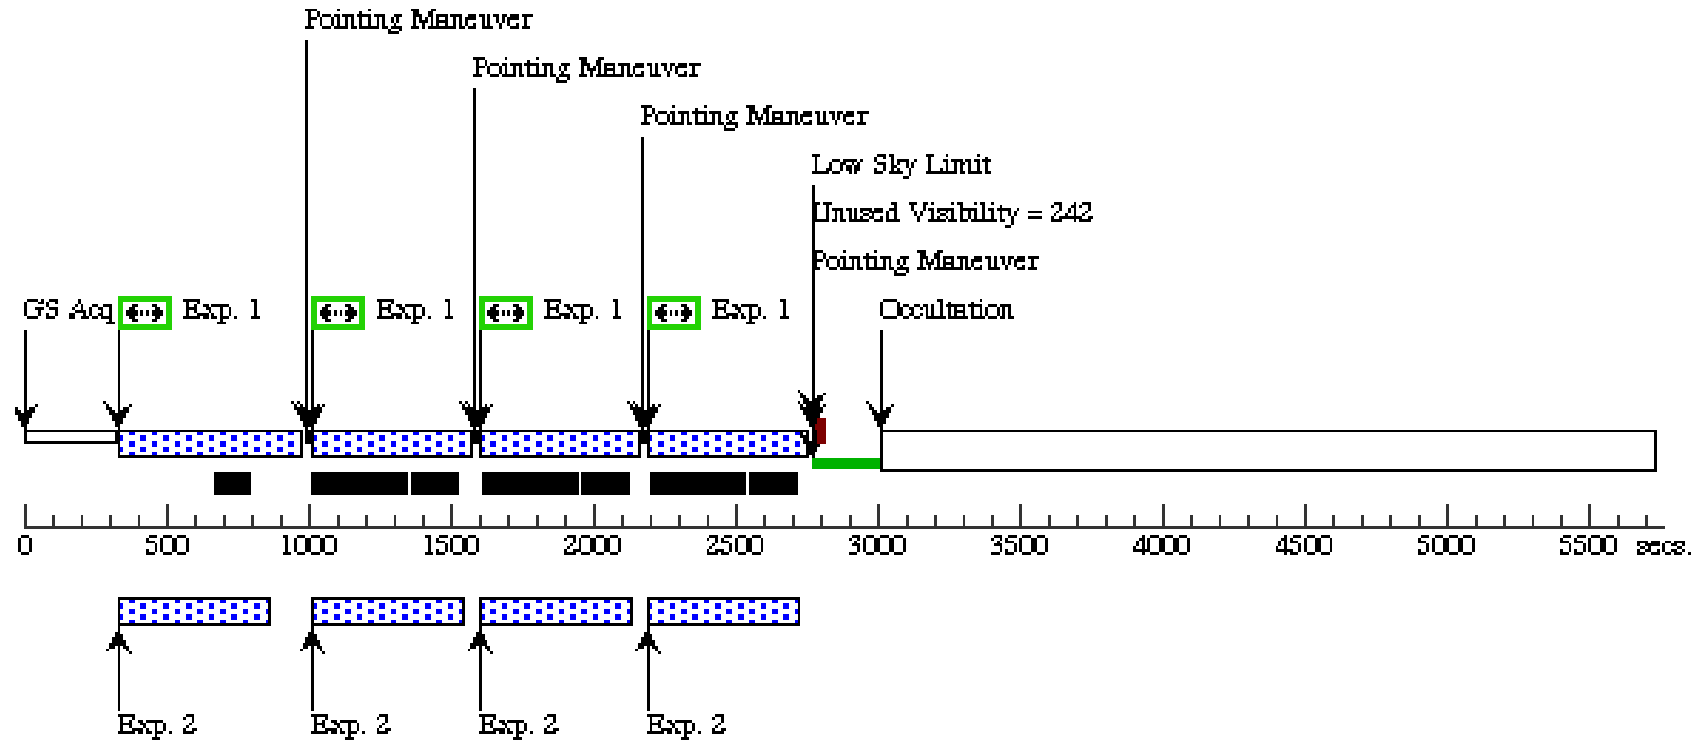 Pointing Maneuver
Pointing Maneuver
Pointing Maneuver
Low Sky Limit
Unused Visibility = 242
Pointing Maneuver
GS Acq Exp. 1 Exp. 1 Exp. 1 Exp. 1 Occultation
0 500 1000 1500 2000 2500 3000 3500 4000 4500 5000 5500 secs.
Exp. 2 Exp. 2 Exp. 2 Exp. 2